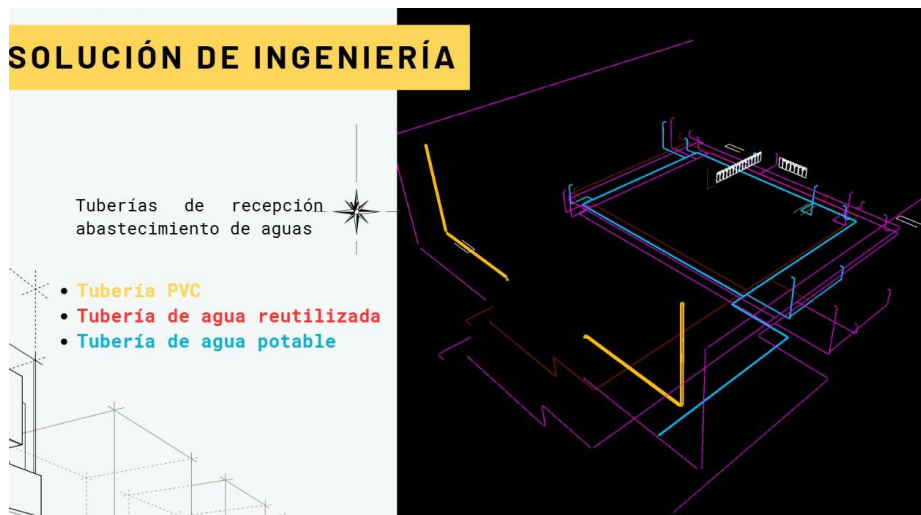 SOLUCIÓN DE INGENIERÍA
Tuberías de recepción
abastecimiento de aguas
• Tubería PVC
• Tubería de agua reutilizada
• Tubería de agua potable